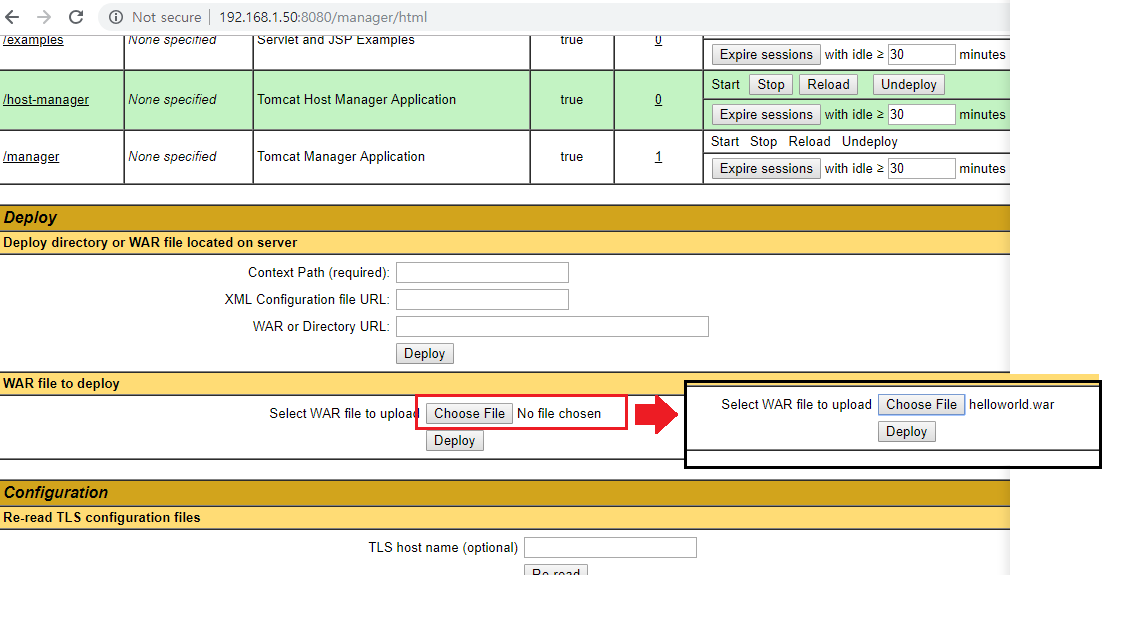 Not secure | 192.168.1.50:8080/manager/html
/examples None specified Servlet and JSP Examples true 0
Expire sessions with idle ≥ 30 minutes
Start Stop Reload Undeploy
/host-manager None specified Tomcat Host Manager Application true 0
Expire sessions with idle ≥ 30 minutes
Start Stop Reload Undeploy
/manager None specified Tomcat Manager Application true 1
Expire sessions with idle ≥ 30 minutes
Deploy
Deploy directory or WAR file located on server
Context Path (required):
XML Configuration file URL:
WAR or Directory URL:
Deploy
WAR file to deploy
Select WAR file to upload Choose File No file chosen
Deploy
Select WAR file to upload Choose File helloworld.war
Deploy
Configuration
Re-read TLS configuration files
TLS host name (optional)
Re-read